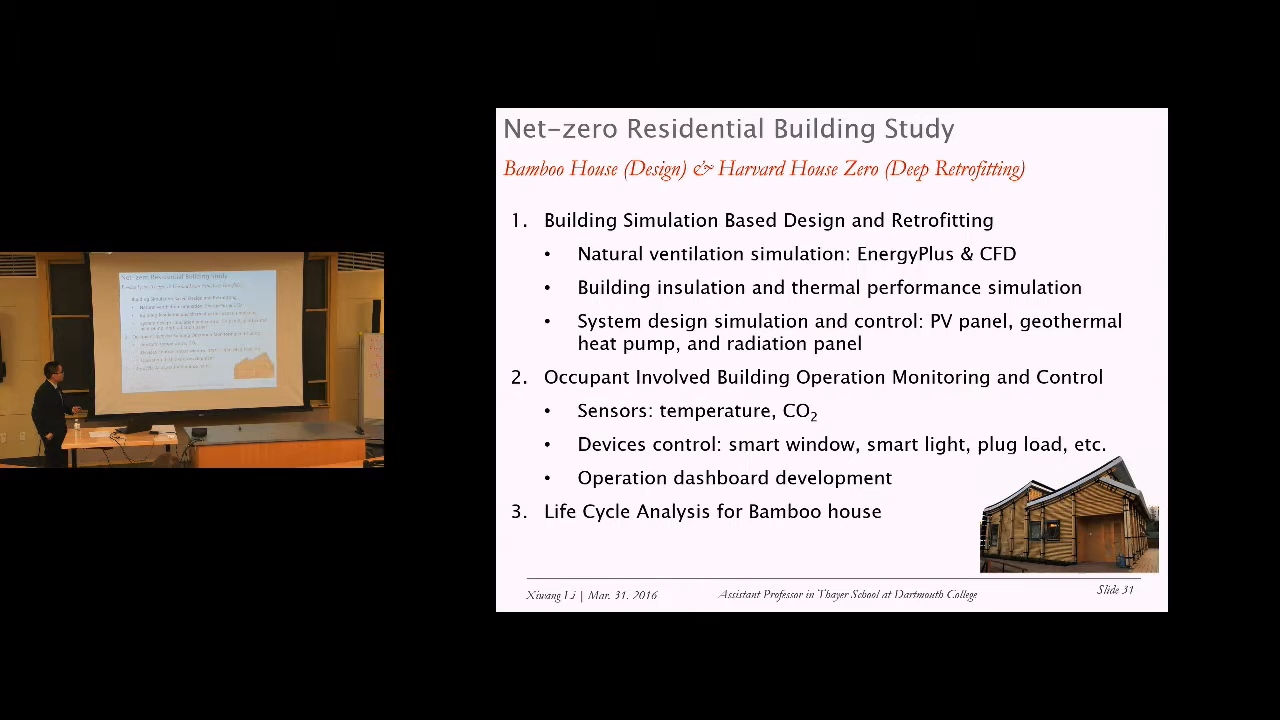 Net-zero Residential Building Study
Bamboo House (Design) & Harvard House Zero (Deep Retrofitting)
1. Building Simulation Based Design and Retrofitting
• Natural ventilation simulation: EnergyPlus & CFD
• Building insulation and thermal performance simulation
• System design simulation and control: PV panel, geothermal
heat pump, and radiation panel
2. Occupant Involved Building Operation Monitoring and Control
• Sensors: temperature, CO₂
• Devices control: smart window, smart light, plug load, etc.
• Operation dashboard development
3. Life Cycle Analysis for Bamboo house
Xiwang Li | Mar. 31. 2016
Assistant Professor in Thayer School at Dartmouth College
Slide 31